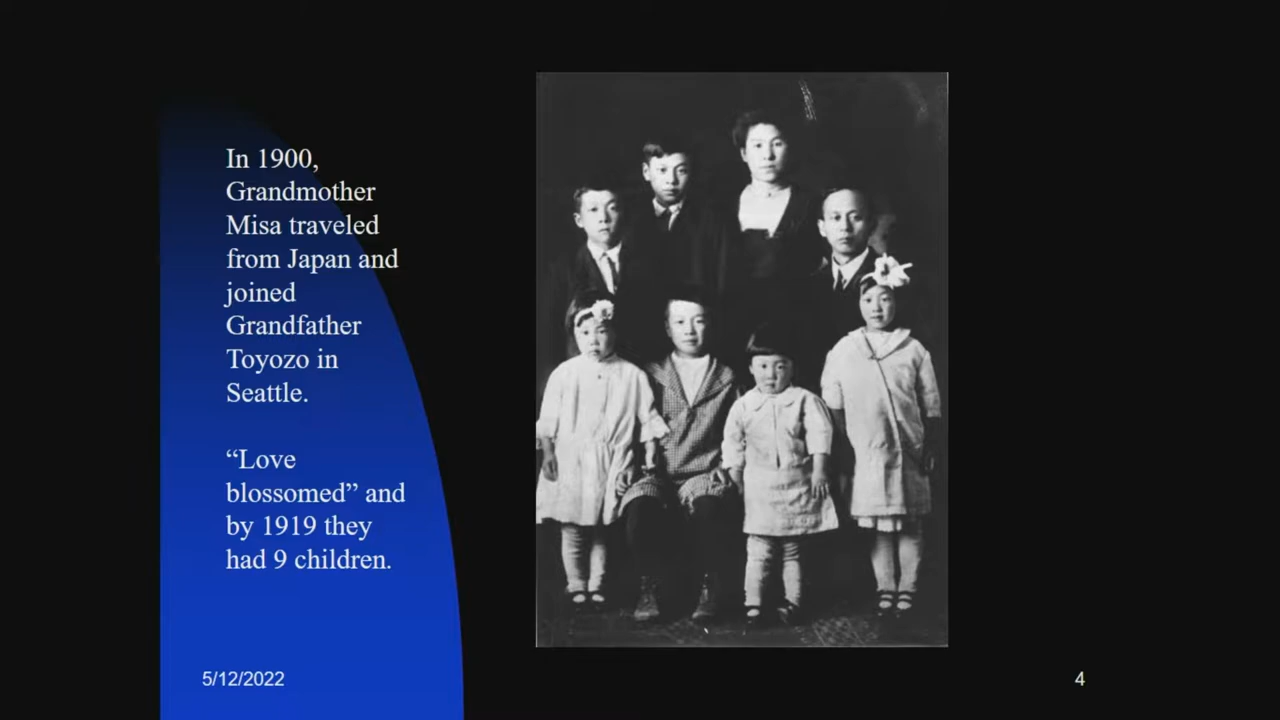 In 1900,
Grandmother
Misa traveled
from Japan and
joined
Grandfather
Toyozo in
Seattle.
“Love
blossomed” and
by 1919 they
had 9 children.
5/12/2022
4